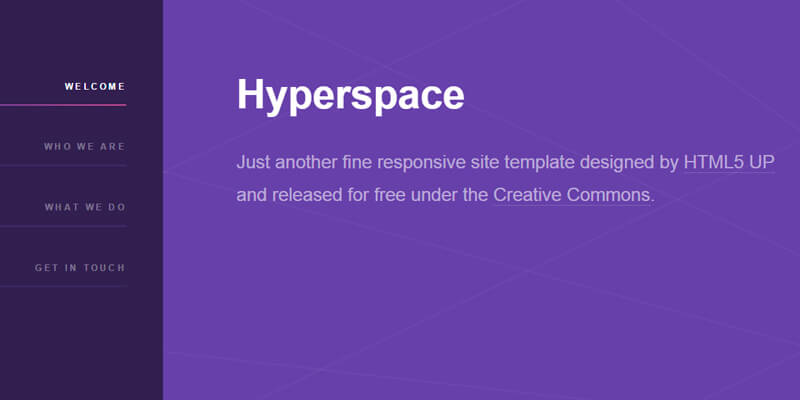 WELCOME
WHO WE ARE
WHAT WE DO
GET IN TOUCH
Hyperspace
Just another fine responsive site template designed by HTML5 UP
and released for free under the Creative Commons.